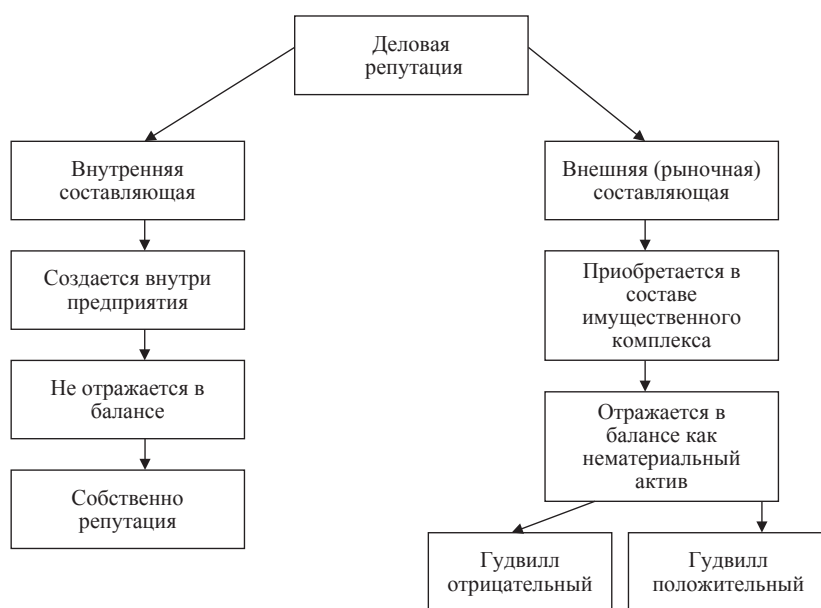 Деловая
репутация
Внутренняя
составляющая
Внешняя (рыночная)
составляющая
Создается внутри
предприятия
Приобретается в
составе
имущественного
комплекса
Не отражается в
балансе
Отражается в
балансе как
нематериальный
актив
Собственно
репутация
Гудвилл
отрицательный
Гудвилл
положительный